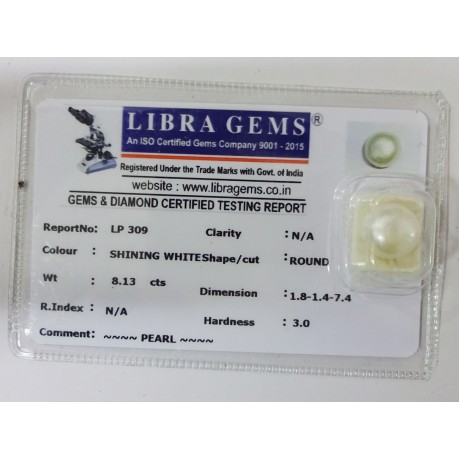 LIBRA GEMS®
An ISO Certified Gems Company 9001 - 2015
Registered Under the Trade Marks with Govt. of India
website : www.libragems.co.in
GEMS & DIAMOND CERTIFIED TESTING REPORT
ReportNo: LP 309 Clarity : N/A
Colour : SHINING WHITE Shape/cut : ROUND
Wt : 8.13 cts Dimension : 1.8-1.4-7.4
R.Index : N/A Hardness : 3.0
Comment: ~~~~ PEARL ~~~~